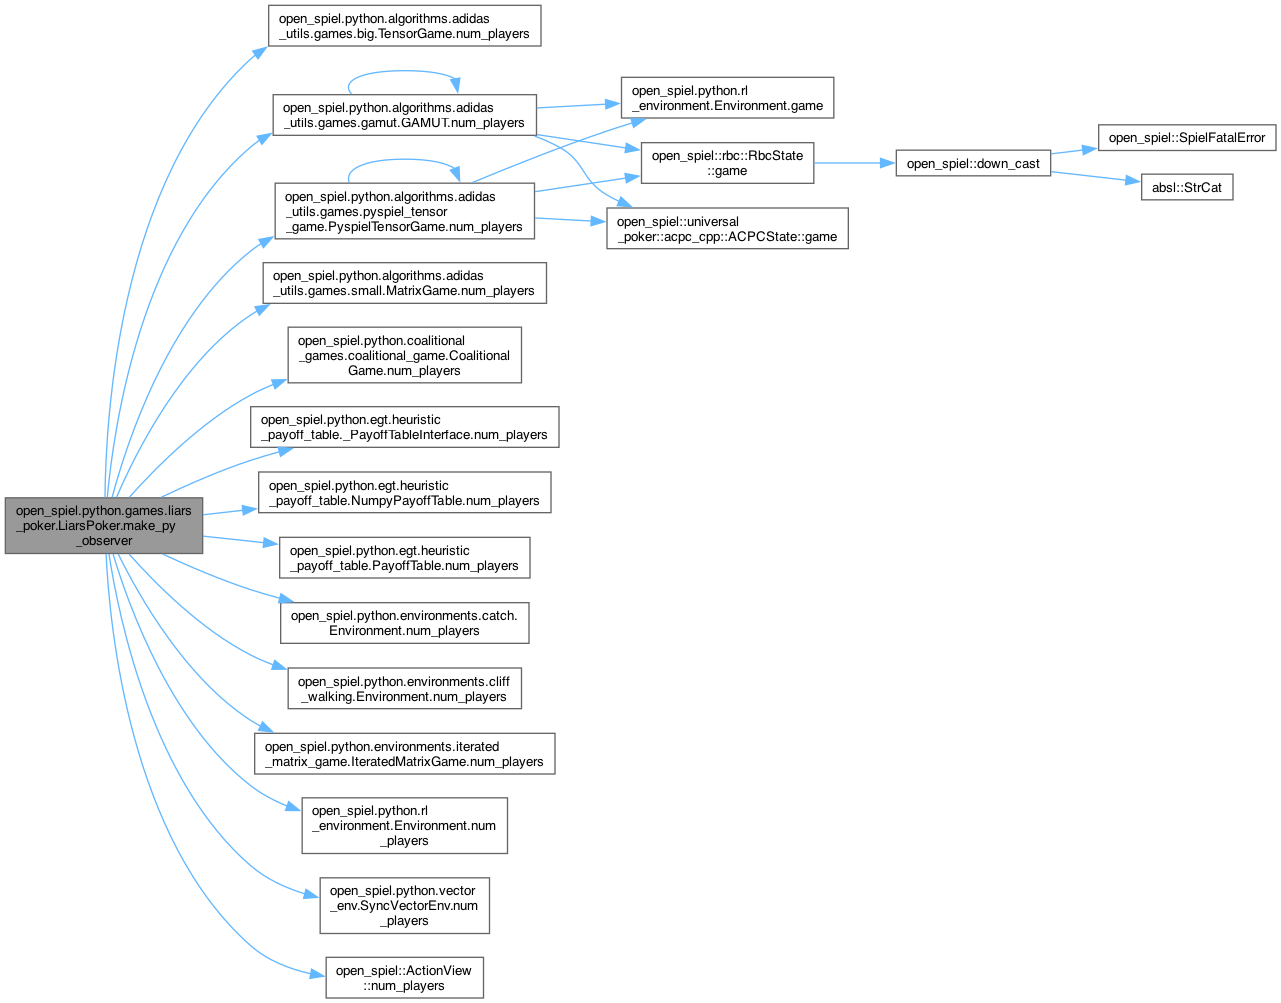 open_spiel.python.algorithms.adidas
_utils.games.big.TensorGame.num_players
open_spiel.python.algorithms.adidas
_utils.games.gamut.GAMUT.num_players
open_spiel.python.rl
_environment.Environment.game
open_spiel::rbc::RbcState
::game
open_spiel::down_cast
open_spiel::SpielFatalError
absl::StrCat
open_spiel.python.algorithms.adidas
_utils.games.pyspiel_tensor
_game.PyspielTensorGame.num_players
open_spiel::universal
_poker::acpc_cpp::ACPCState::game
open_spiel.python.algorithms.adidas
_utils.games.small.MatrixGame.num_players
open_spiel.python.coalitional
_games.coalitional_game.Coalitional
Game.num_players
open_spiel.python.egt.heuristic
_payoff_table._PayoffTableInterface.num_players
open_spiel.python.egt.heuristic
_payoff_table.NumpyPayoffTable.num_players
open_spiel.python.games.liars
_poker.LiarsPoker.make_py
_observer
open_spiel.python.egt.heuristic
_payoff_table.PayoffTable.num_players
open_spiel.python.environments.catch.
Environment.num_players
open_spiel.python.environments.cliff
_walking.Environment.num_players
open_spiel.python.environments.iterated
_matrix_game.IteratedMatrixGame.num_players
open_spiel.python.rl
_environment.Environment.num
_players
open_spiel.python.vector
_env.SyncVectorEnv.num
_players
open_spiel::ActionView
::num_players